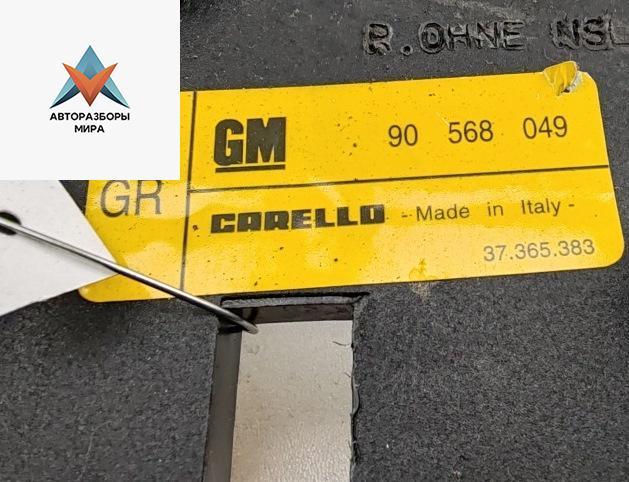 R.OHNE NSL
АВТОРАЗБОРЫ
МИРА
GM 90 568 049
GR
CARELLO - Made in Italy -
37.365.383